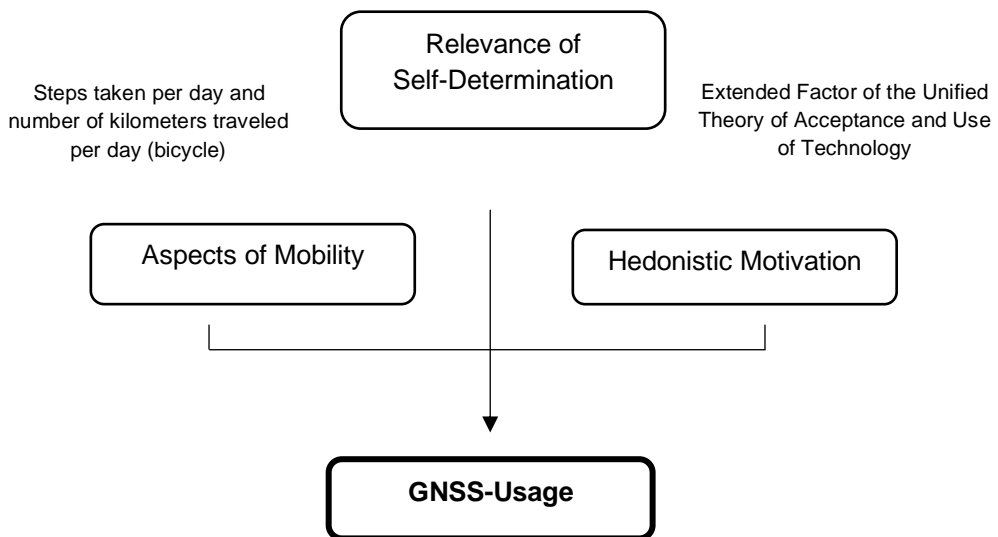 Relevance of
Self-Determination
Steps taken per day and
number of kilometers traveled
per day (bicycle)
Extended Factor of the Unified
Theory of Acceptance and Use
of Technology
Aspects of Mobility
Hedonistic Motivation
GNSS-Usage